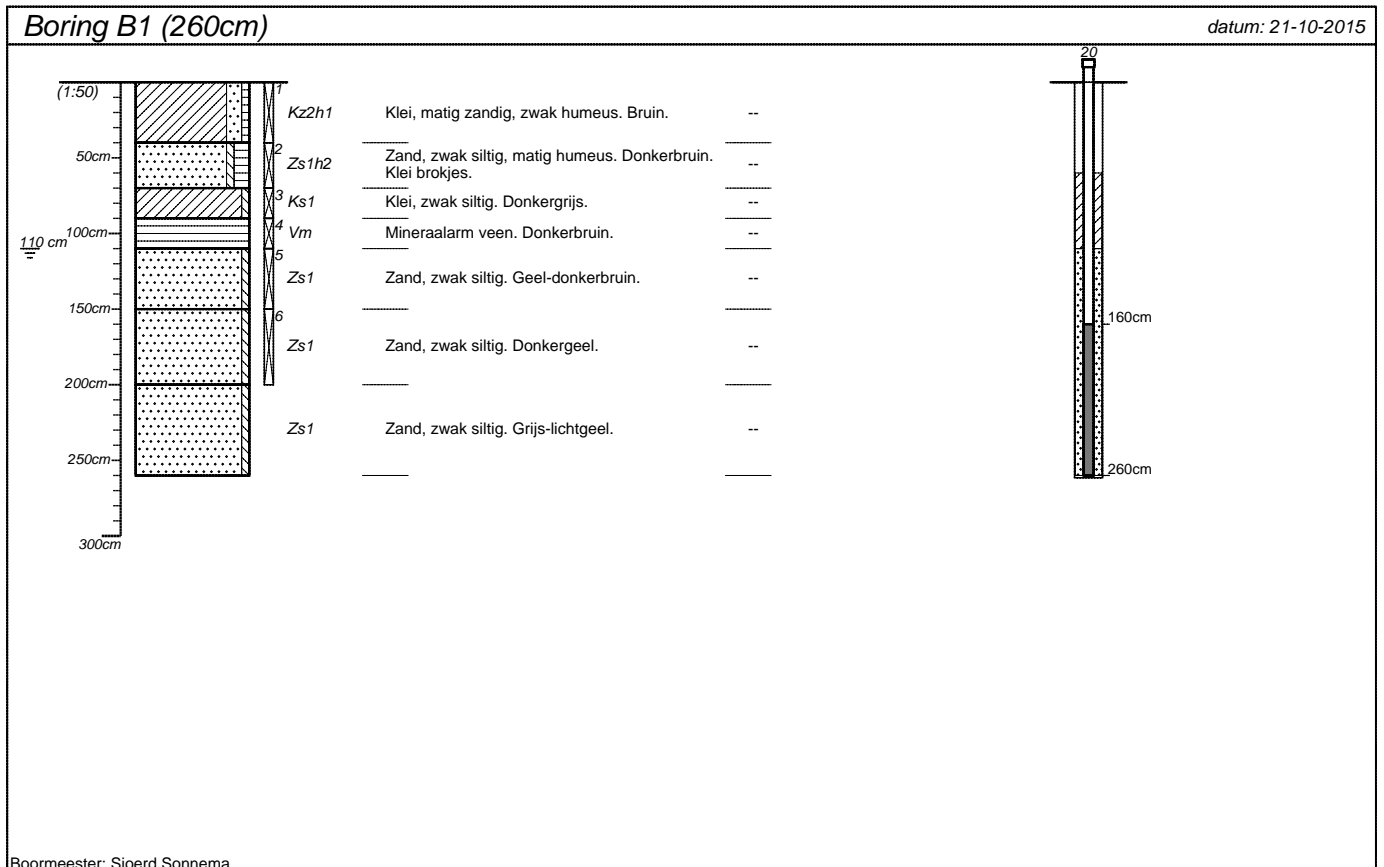 Boring B1 (260cm)
datum: 21-10-2015
20
(1:50)
1
Kz2h1 Klei, matig zandig, zwak humeus. Bruin. --
50cm
2
Zs1h2 Zand, zwak siltig, matig humeus. Donkerbruin. --
Klei brokjes.
3 Ks1 Klei, zwak siltig. Donkergrijs. --
100cm
4 Vm Mineraalarm veen. Donkerbruin. --
110 cm
5
Zs1 Zand, zwak siltig. Geel-donkerbruin. --
150cm
6
160cm
Zs1 Zand, zwak siltig. Donkergeel. --
200cm
Zs1 Zand, zwak siltig. Grijs-lichtgeel. --
250cm
260cm
300cm
Boormeester: Sjoerd Sonnema